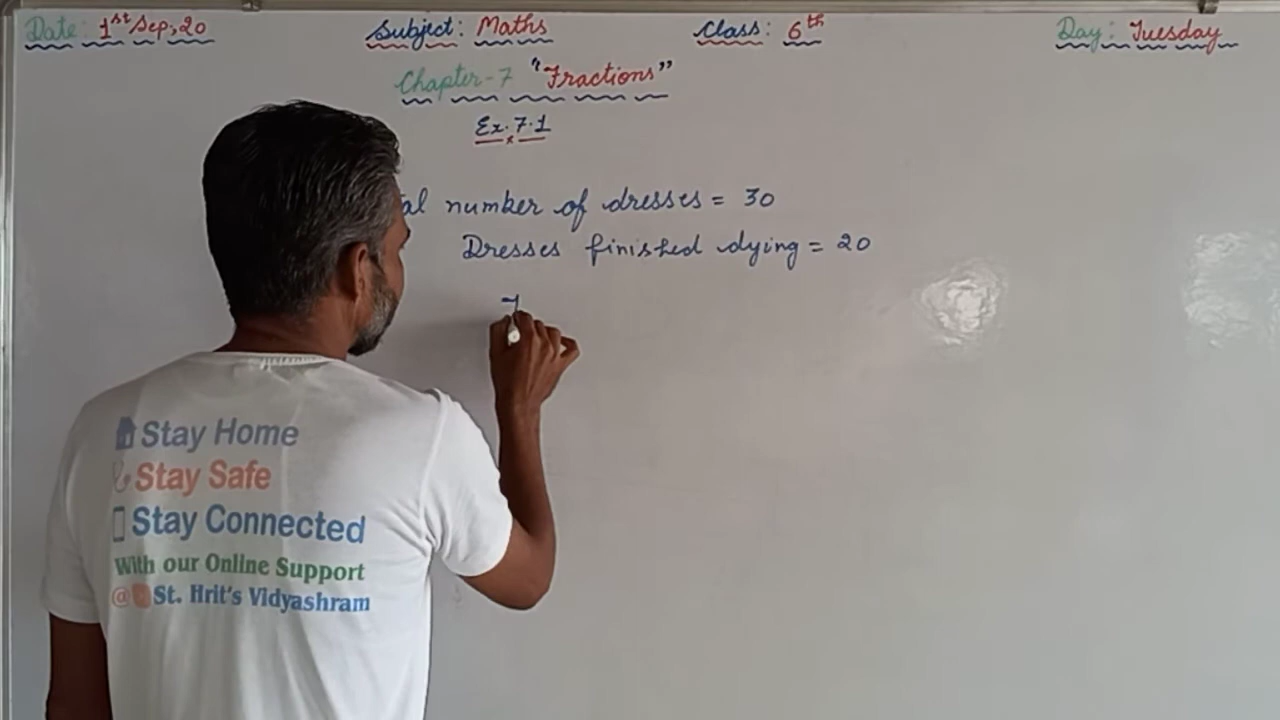 Date: 1st Sep, 20 Subject: Maths Class: 6th Day: Tuesday
Chapter-7 "Fractions"
Ex. 7.1
al number of dresses = 30
Dresses finished dying = 20
Stay Home
Stay Safe
Stay Connected
With our Online Support
@ St. Hrit's Vidyashram